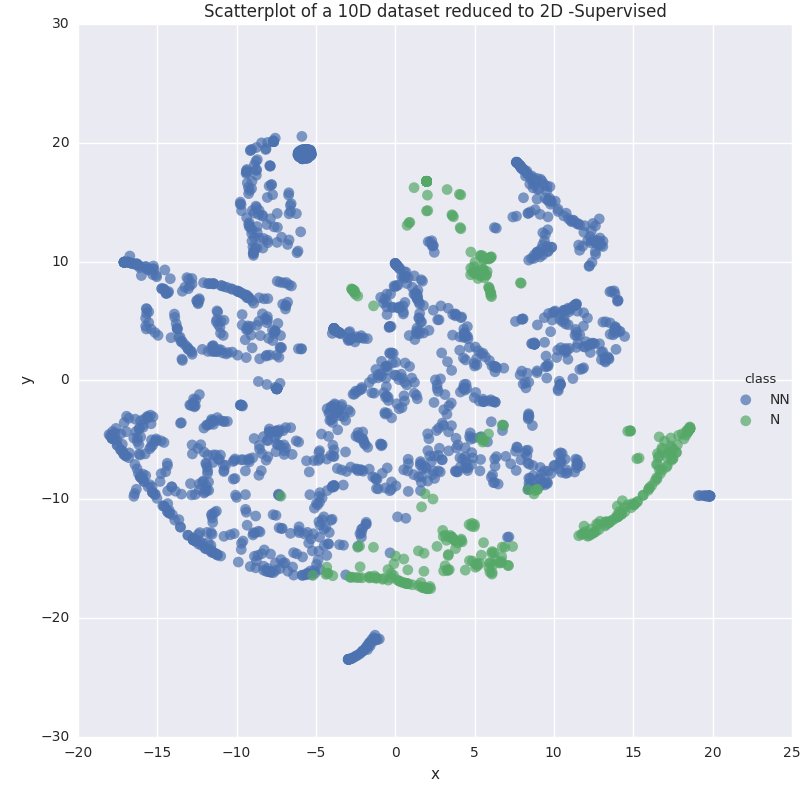 Scatterplot of a 10D dataset reduced to 2D -Supervised
30
20
10
0
−10
−20
−30
y
−20
−15
−10
−5
0
5
10
15
20
25
x
class
NN
N